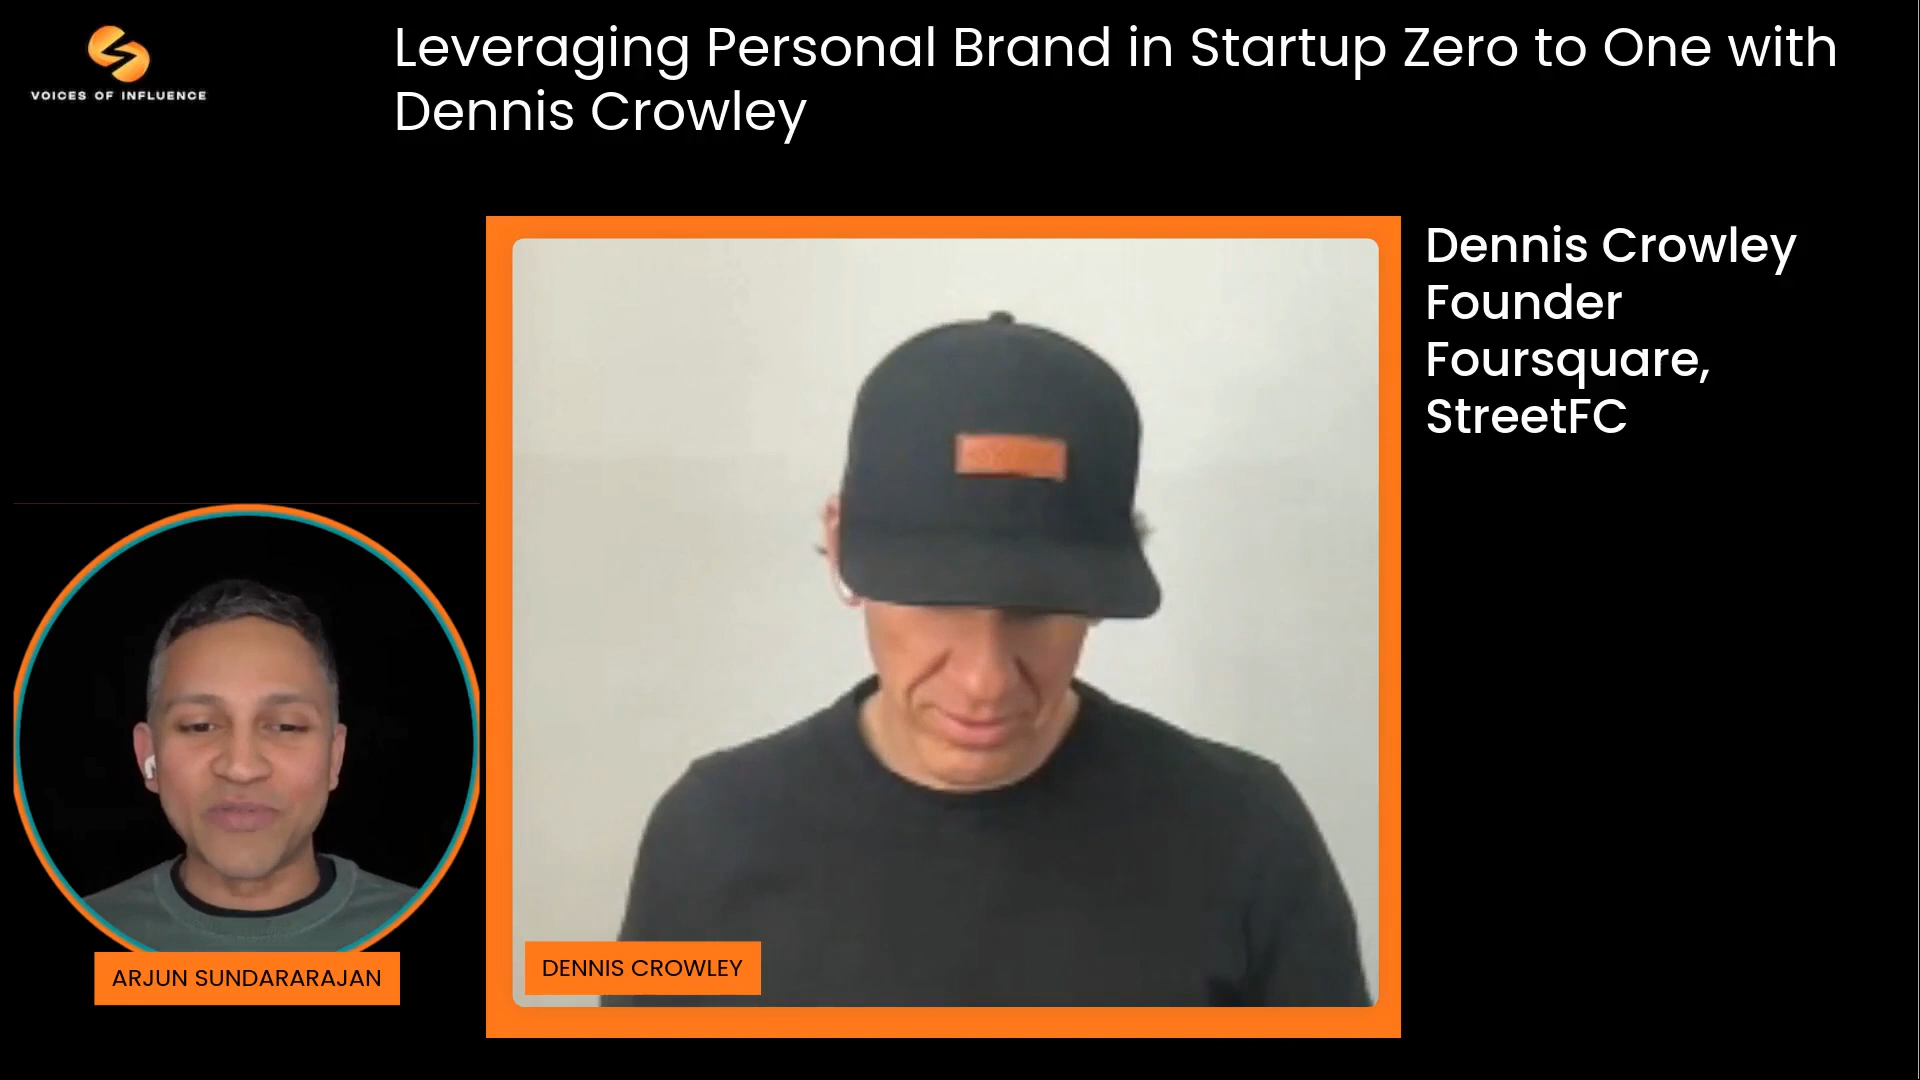 VOICES OF INFLUENCE
Leveraging Personal Brand in Startup Zero to One with
Dennis Crowley
Dennis Crowley
Founder
Foursquare,
StreetFC
DENNIS CROWLEY
ARJUN SUNDARARAJAN